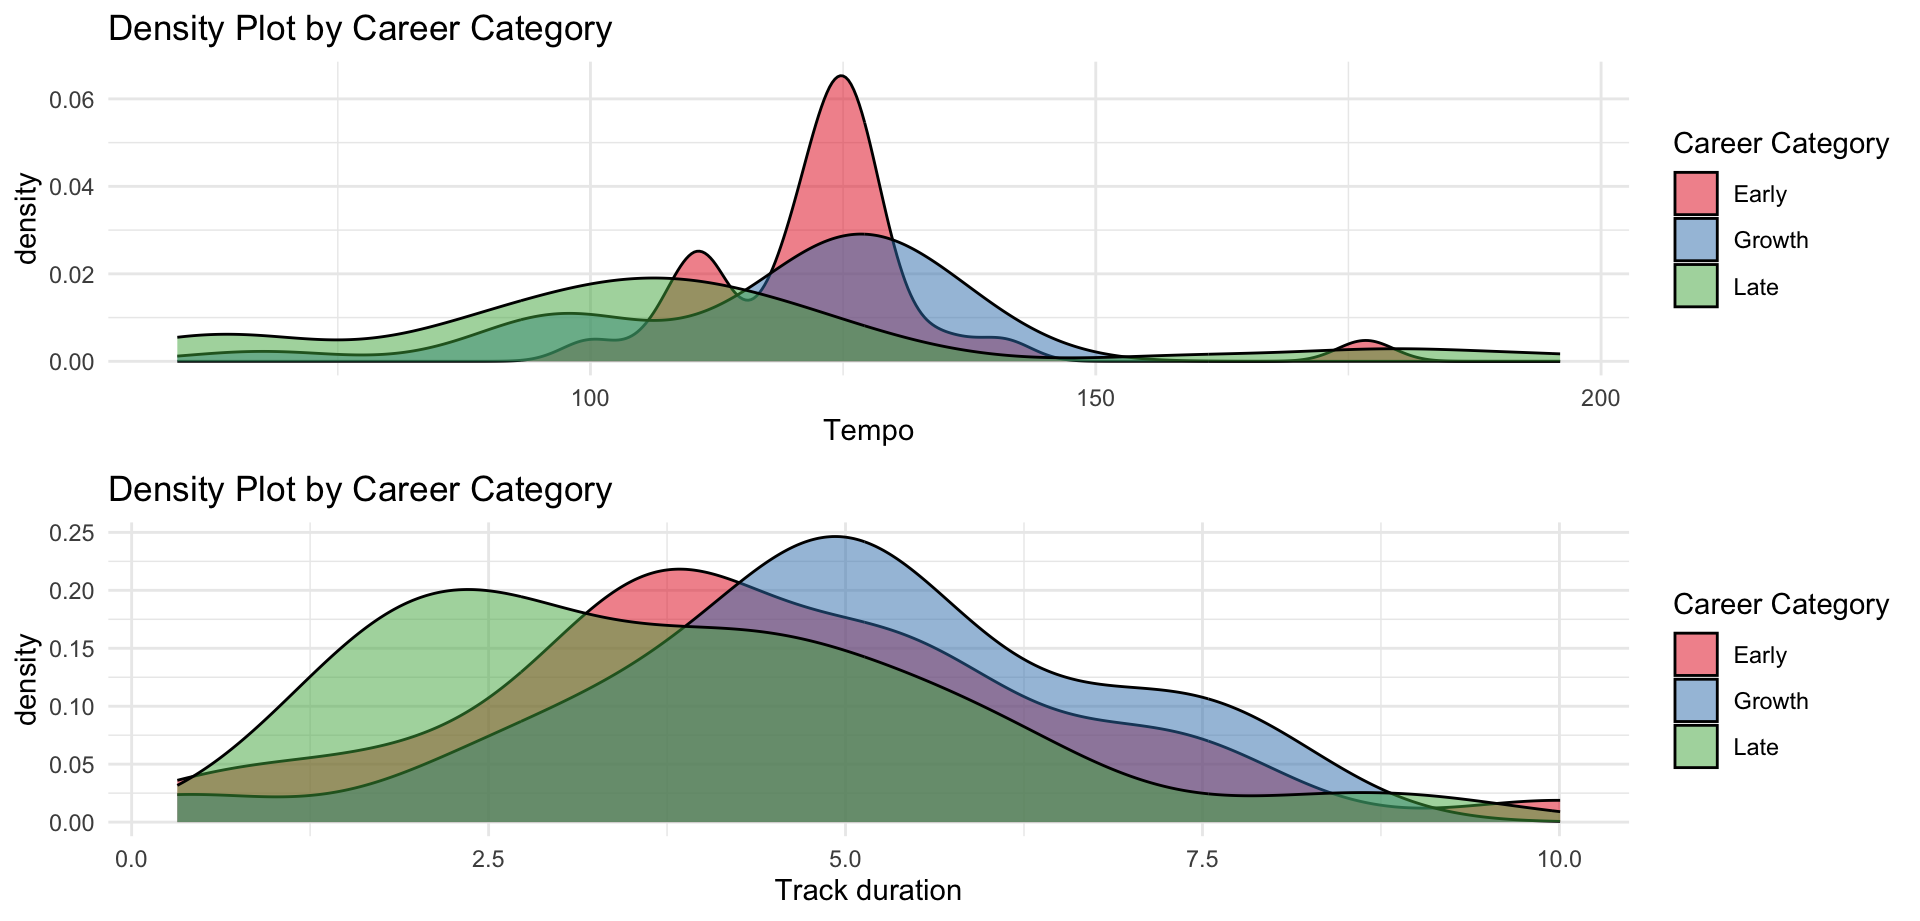 Density Plot by Career Category
density
0.06
0.04
0.02
0.00
100
150
200
Tempo
Career Category
Early
Growth
Late
Density Plot by Career Category
density
0.25
0.20
0.15
0.10
0.05
0.00
0.0
2.5
5.0
7.5
10.0
Track duration
Career Category
Early
Growth
Late